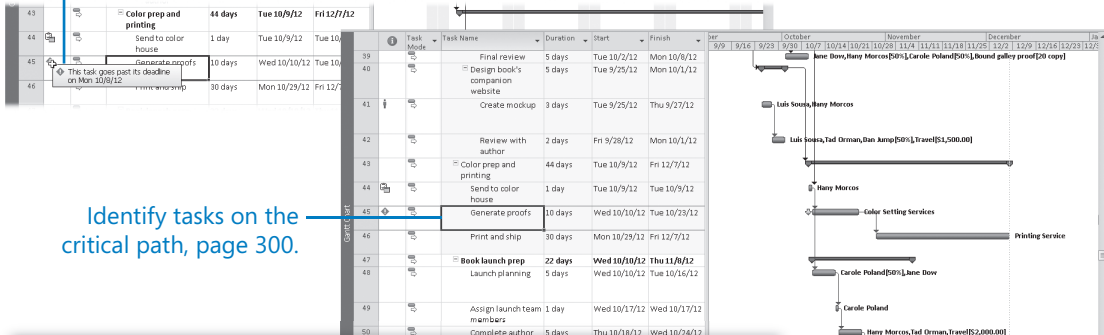 43 Color prep and 44 days Tue 10/9/12 Fri 12/7/12
printing
44 Send to color 1 day Tue 10/9/12 Tue 10/
house
45 Generate proofs 10 days Wed 10/10/12 Tue 10/
This task goes past its deadline
on Mon 10/8/12
46 Print and ship 30 days Mon 10/29/12 Fri 12/7
Identify tasks on the
critical path, page 300.
Gantt Chart
Task Mode Task Name Duration Start Finish
October November December
9/9 9/16 9/23 9/30 10/7 10/14 10/21 10/28 11/4 11/11 11/18 11/25 12/2 12/9 12/16 12/23
39 Final review 5 days Tue 10/2/12 Mon 10/8/12 Jane Dow,Hany Morcos[50%],Carole Poland[50%],Bound galley proof[20 copy]
40 Design book's 5 days Tue 9/25/12 Mon 10/1/12
companion
website
41 Create mockup 3 days Tue 9/25/12 Thu 9/27/12 Luis Sousa,Hany Morcos
42 Review with 2 days Fri 9/28/12 Mon 10/1/12 Luis Sousa,Tad Orman,Dan Jump[50%],Travel[$1,500.00]
author
43 Color prep and 44 days Tue 10/9/12 Fri 12/7/12
printing
44 Send to color 1 day Tue 10/9/12 Tue 10/9/12 Hany Morcos
house
45 Generate proofs 10 days Wed 10/10/12 Tue 10/23/12 Color Setting Services
46 Print and ship 30 days Mon 10/29/12 Fri 12/7/12 Printing Service
47 Book launch prep 22 days Wed 10/10/12 Thu 11/8/12
48 Launch planning 5 days Wed 10/10/12 Tue 10/16/12 Carole Poland[50%],Jane Dow
49 Assign launch team 1 day Wed 10/17/12 Wed 10/17/12 Carole Poland
members
50 Complete author 5 days Thu 10/18/12 Wed 10/24/12 Hany Morcos,Tad Orman,Travel[$2,000.00]